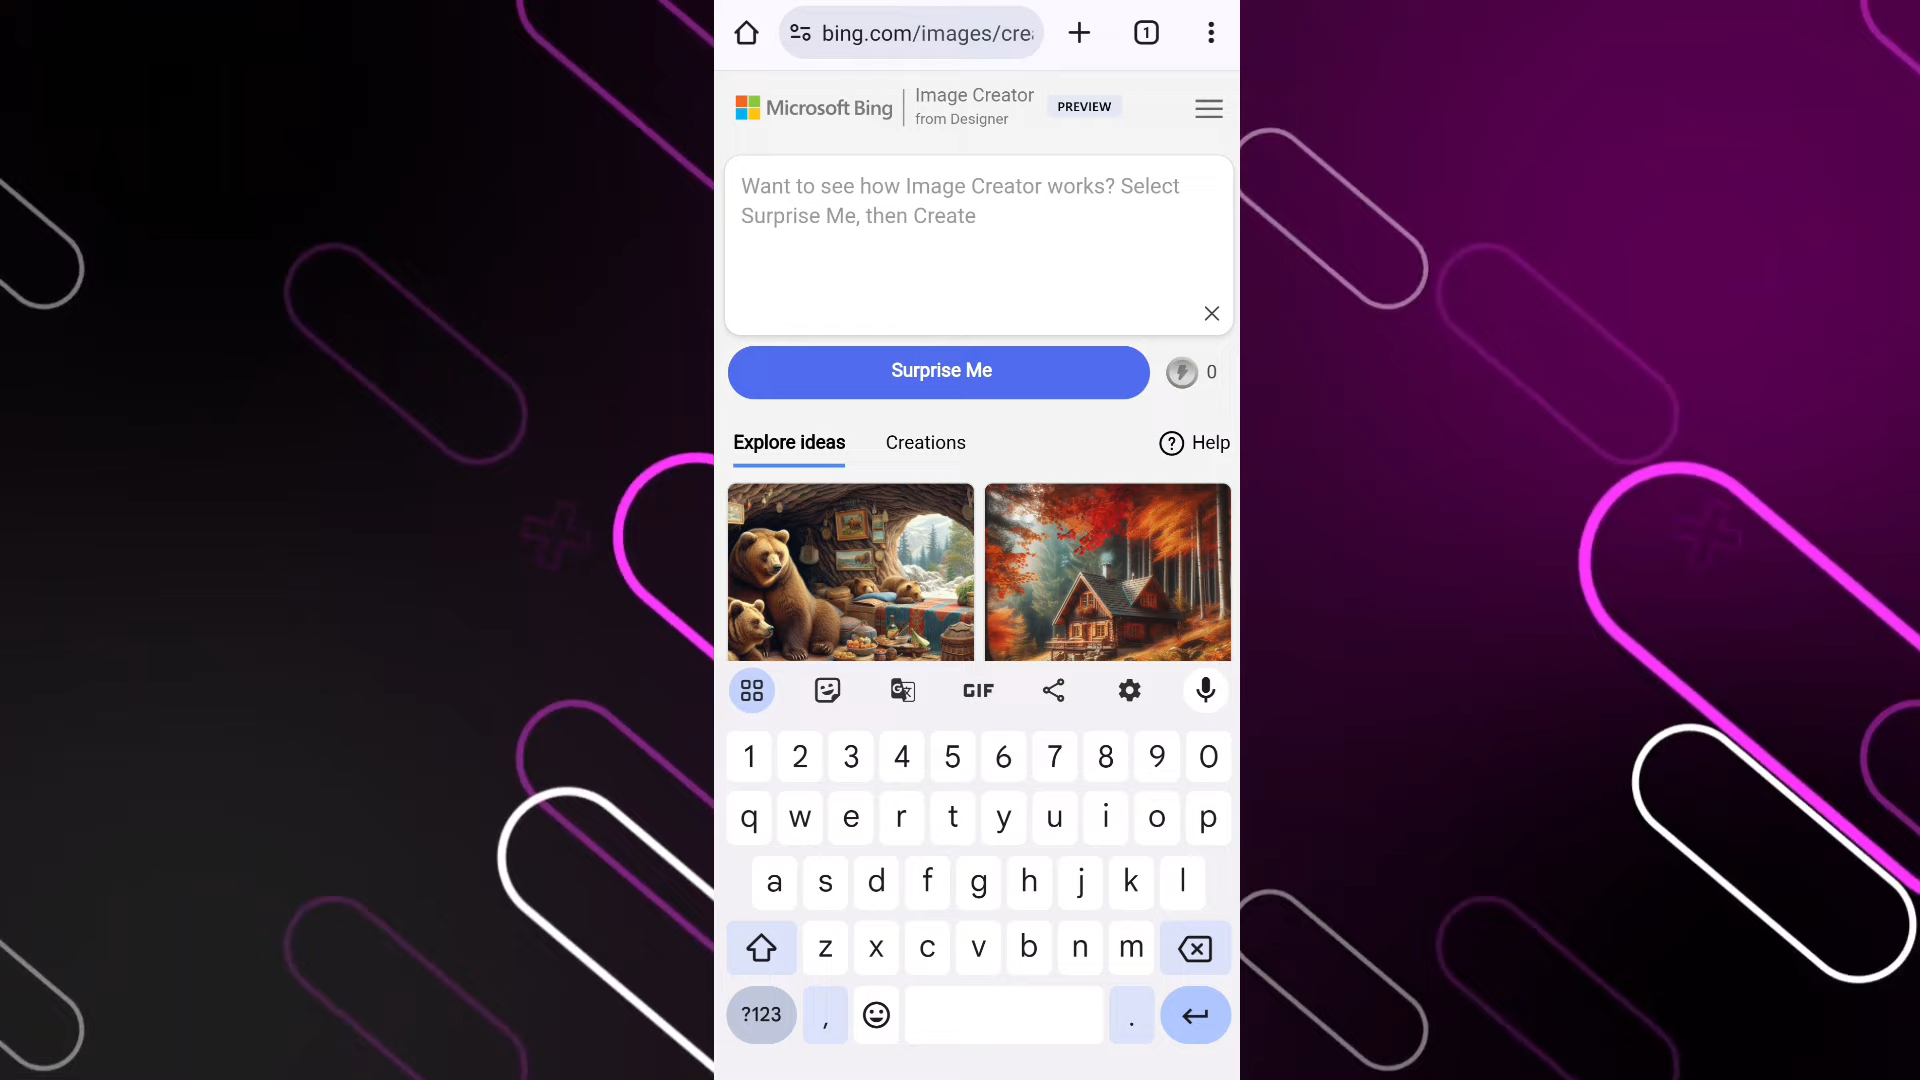 bing.com/images/cre
1
Microsoft Bing
Image Creator
from Designer
PREVIEW
Want to see how Image Creator works? Select
Surprise Me, then Create
Surprise Me
0
Explore ideas
Creations
Help
GIF
1 2 3 4 5 6 7 8 9 0
q w e r t y u i o p
a s d f g h j k l
z x c v b n m
?123 , .